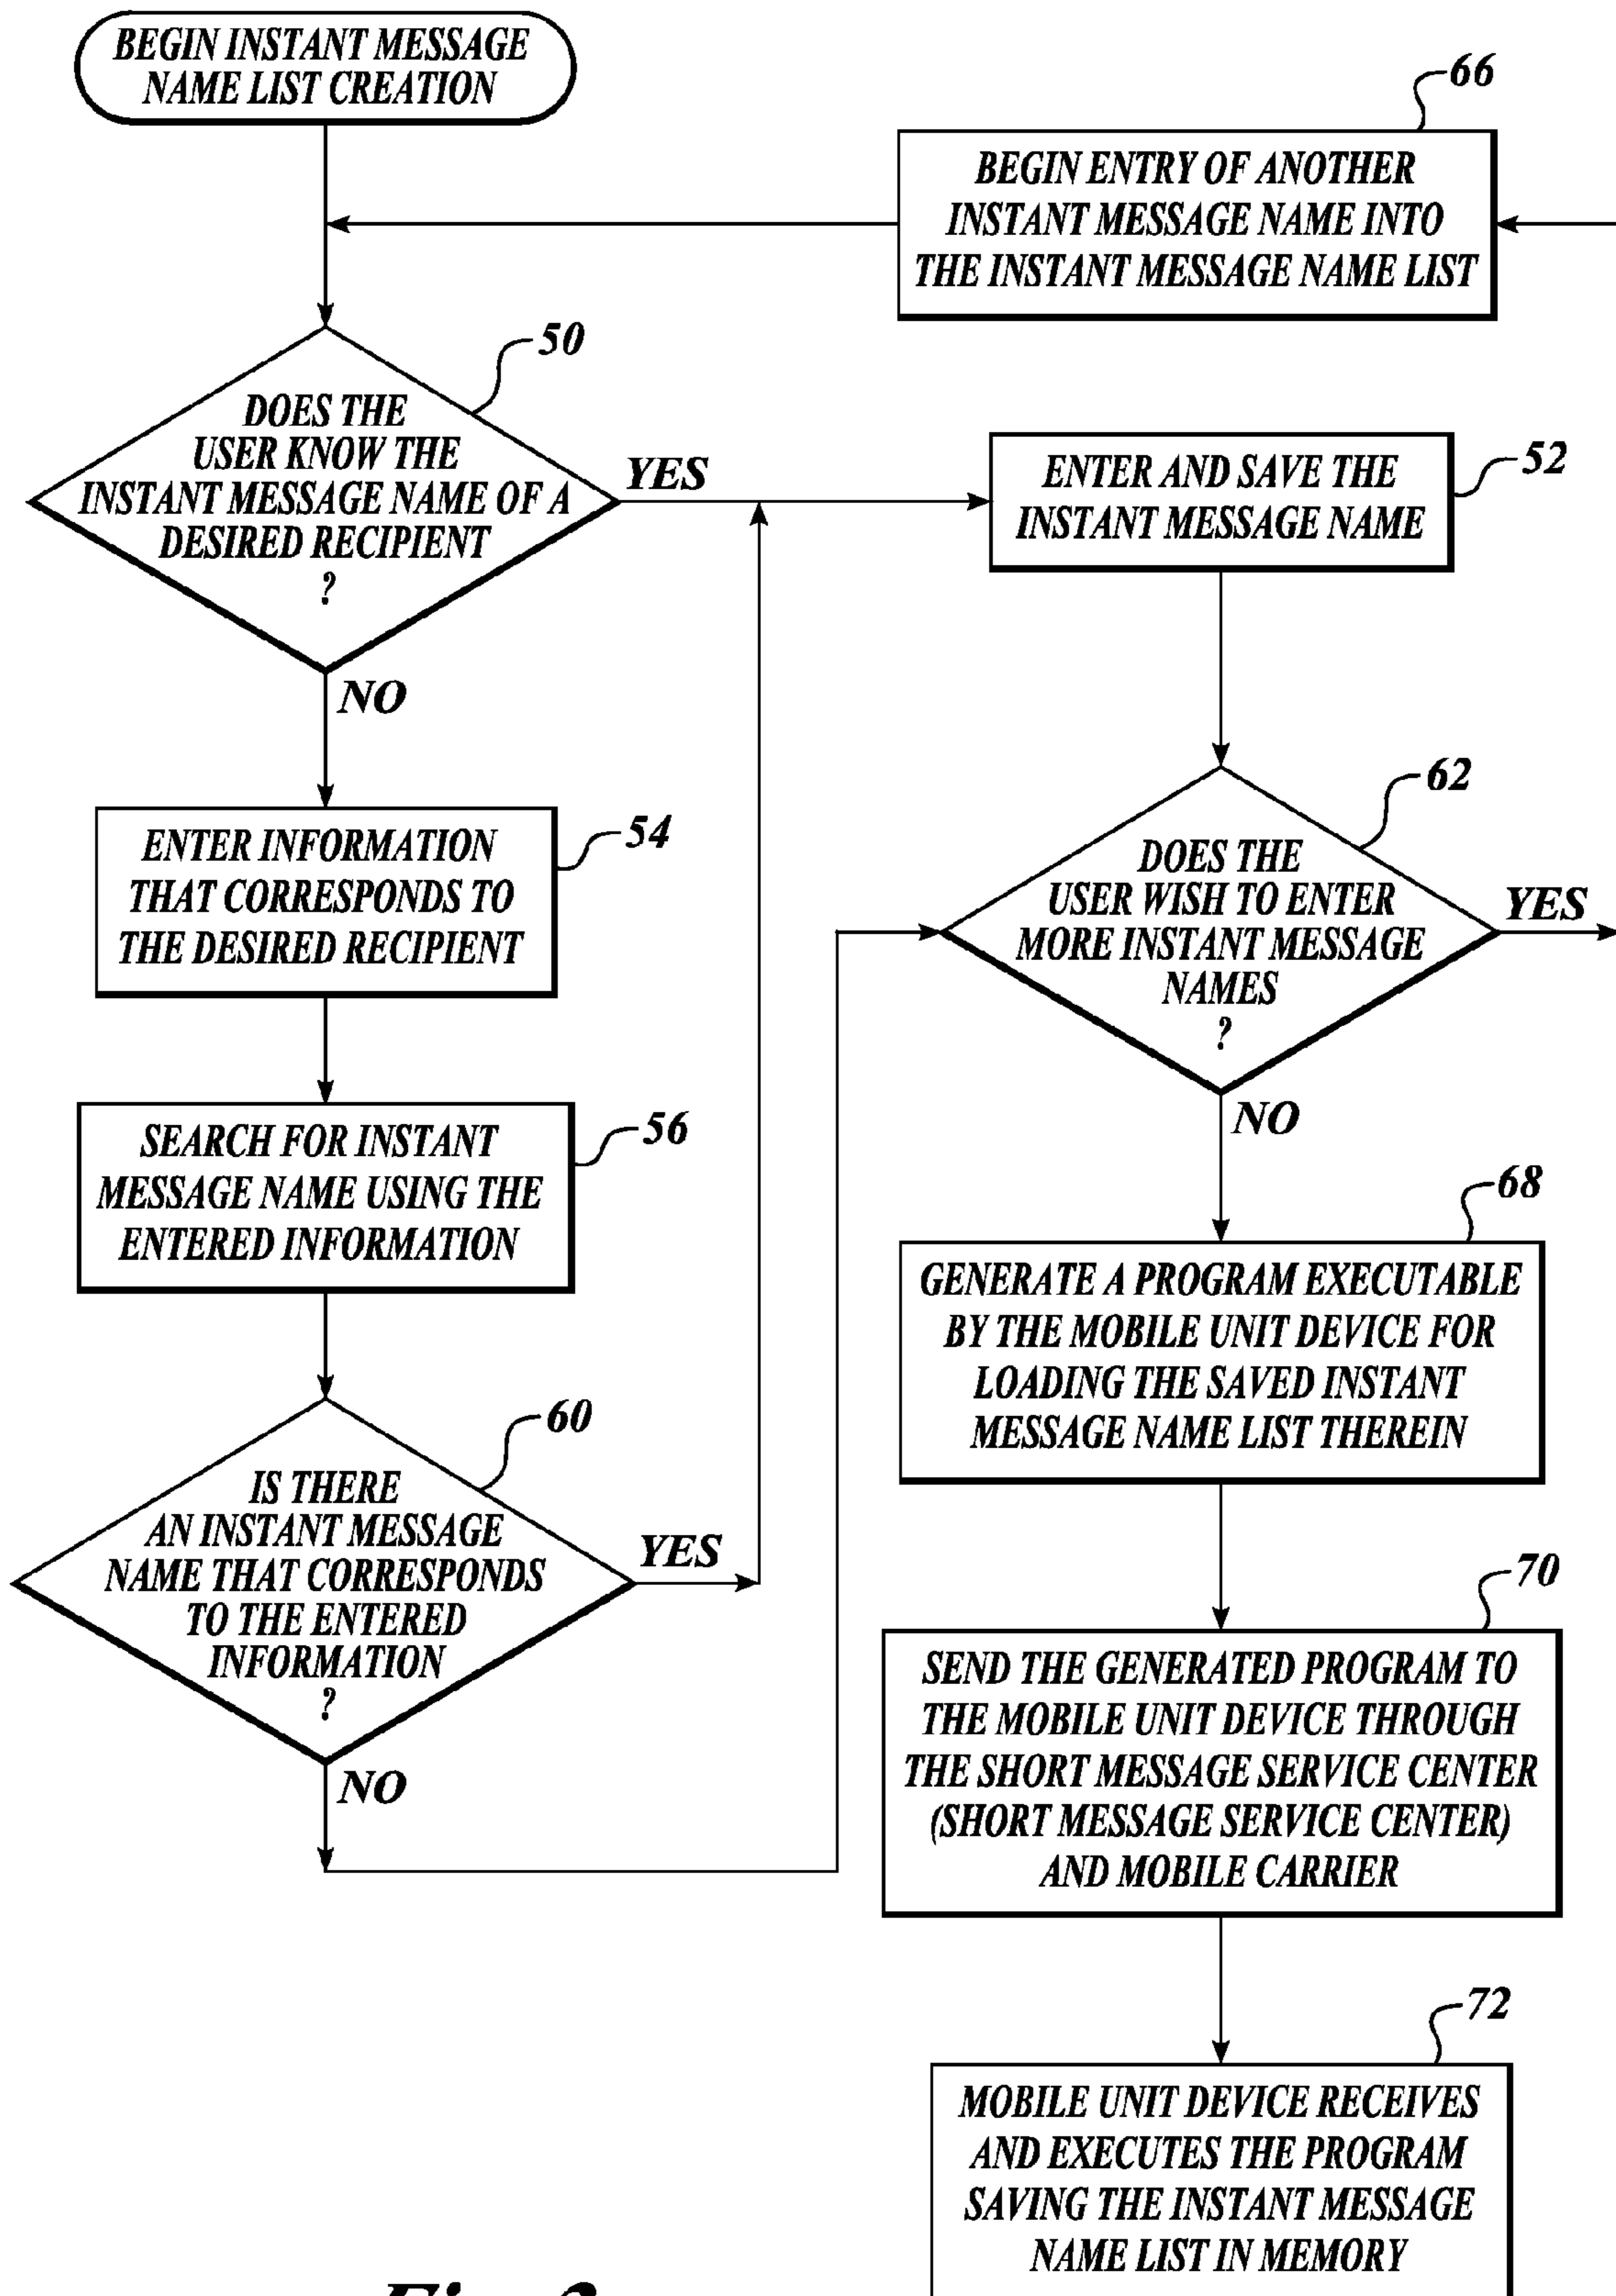 BEGIN INSTANT MESSAGE
NAME LIST CREATION
66
BEGIN ENTRY OF ANOTHER
INSTANT MESSAGE NAME INTO
THE INSTANT MESSAGE NAME LIST
50
DOES THE
USER KNOW THE
INSTANT MESSAGE NAME OF A
DESIRED RECIPIENT
?
YES
NO
52
ENTER AND SAVE THE
INSTANT MESSAGE NAME
54
ENTER INFORMATION
THAT CORRESPONDS TO
THE DESIRED RECIPIENT
62
DOES THE
USER WISH TO ENTER
MORE INSTANT MESSAGE
NAMES
?
YES
NO
56
SEARCH FOR INSTANT
MESSAGE NAME USING THE
ENTERED INFORMATION
68
GENERATE A PROGRAM EXECUTABLE
BY THE MOBILE UNIT DEVICE FOR
LOADING THE SAVED INSTANT
MESSAGE NAME LIST THEREIN
60
IS THERE
AN INSTANT MESSAGE
NAME THAT CORRESPONDS
TO THE ENTERED
INFORMATION
?
YES
NO
70
SEND THE GENERATED PROGRAM TO
THE MOBILE UNIT DEVICE THROUGH
THE SHORT MESSAGE SERVICE CENTER
(SHORT MESSAGE SERVICE CENTER)
AND MOBILE CARRIER
72
MOBILE UNIT DEVICE RECEIVES
AND EXECUTES THE PROGRAM
SAVING THE INSTANT MESSAGE
NAME LIST IN MEMORY